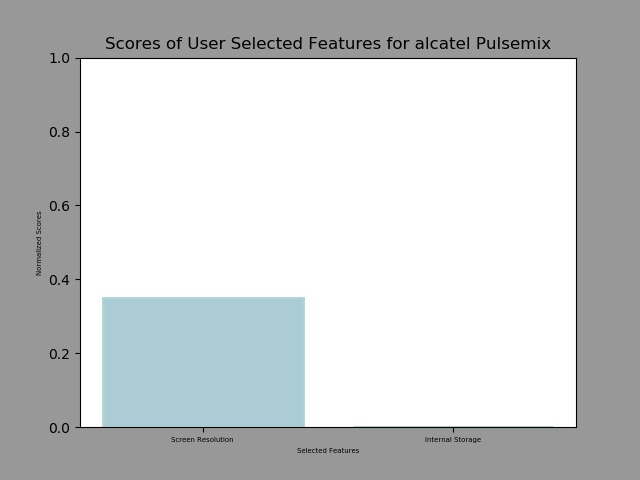 Scores of User Selected Features for alcatel Pulsemix
1.0
0.8
0.6
0.4
0.2
0.0
Normalized Scores
Screen Resolution
Internal Storage
Selected Features